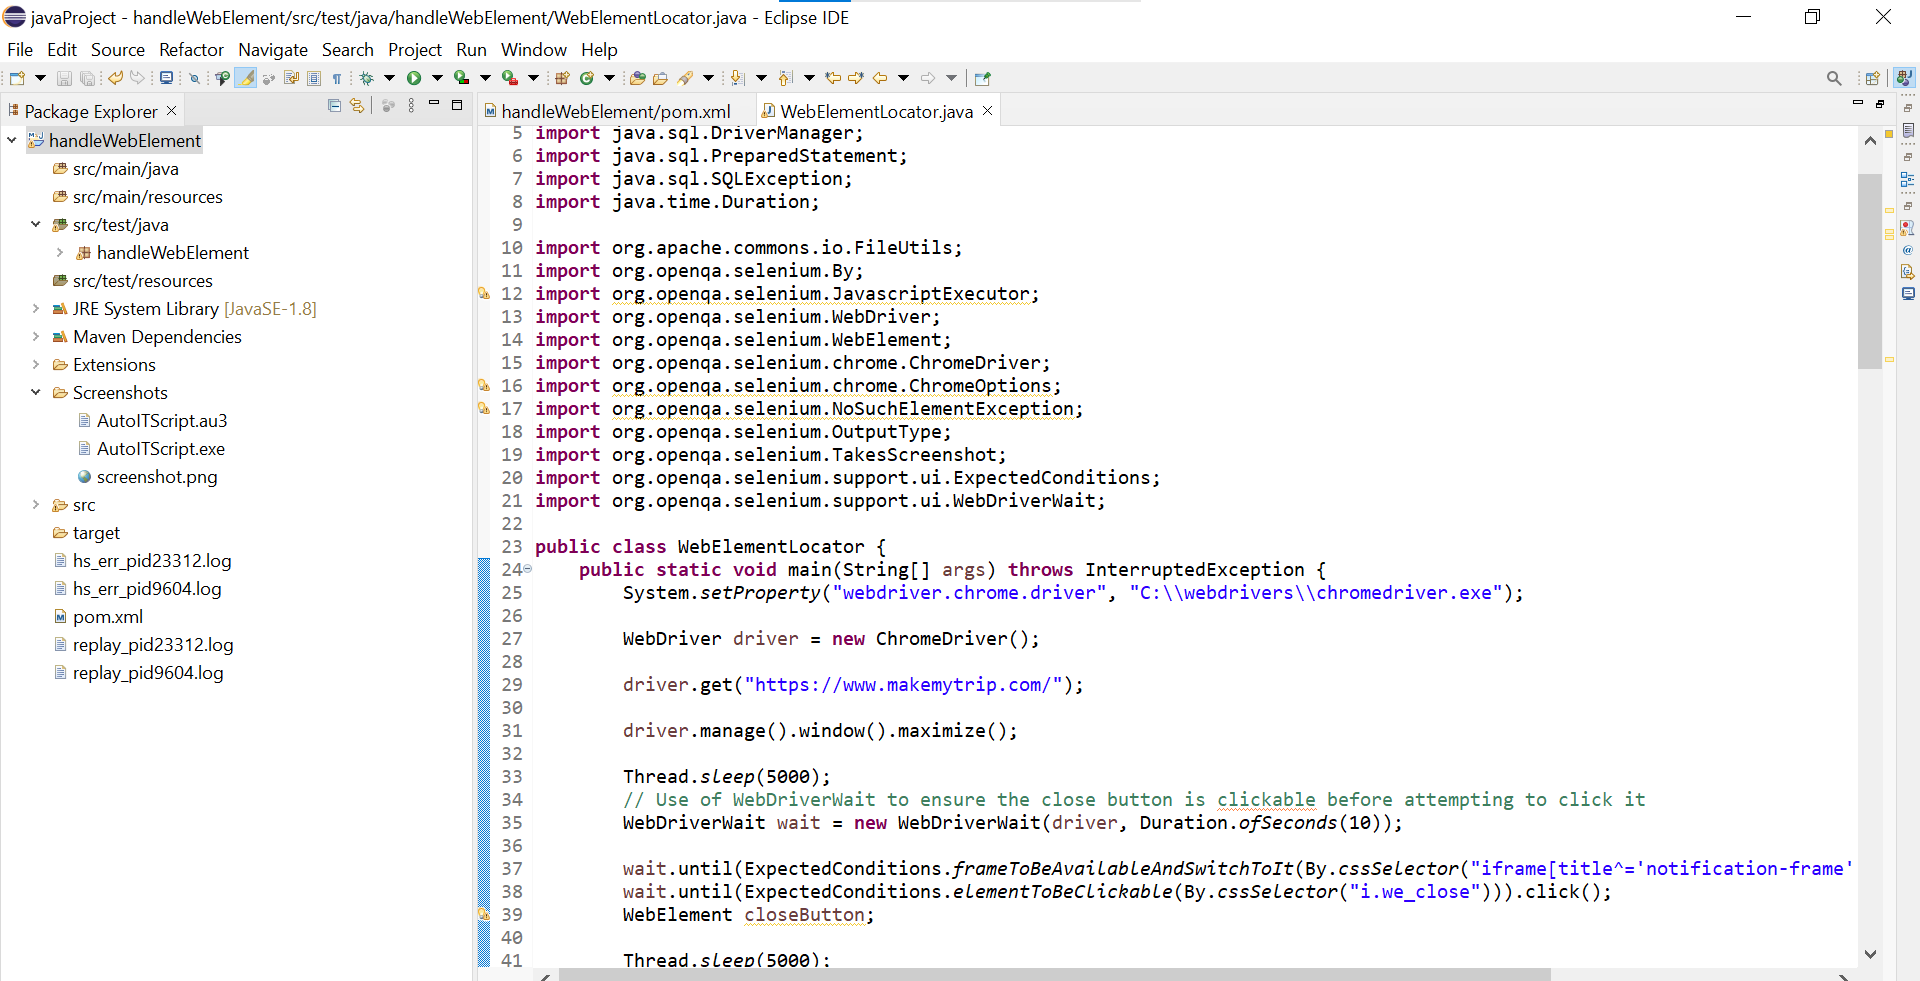 javaProject - handleWebElement/src/test/java/handleWebElement/WebElementLocator.java - Eclipse IDE
File Edit Source Refactor Navigate Search Project Run Window Help
Package Explorer
handleWebElement
src/main/java
src/main/resources
src/test/java
handleWebElement
src/test/resources
JRE System Library [JavaSE-1.8]
Maven Dependencies
Extensions
Screenshots
AutoITScript.au3
AutoITScript.exe
screenshot.png
src
target
hs_err_pid23312.log
hs_err_pid9604.log
pom.xml
replay_pid23312.log
replay_pid9604.log
handleWebElement/pom.xml WebElementLocator.java
5 import java.sql.DriverManager;
6 import java.sql.PreparedStatement;
7 import java.sql.SQLException;
8 import java.time.Duration;
9
10 import org.apache.commons.io.FileUtils;
11 import org.openqa.selenium.By;
12 import org.openqa.selenium.JavascriptExecutor;
13 import org.openqa.selenium.WebDriver;
14 import org.openqa.selenium.WebElement;
15 import org.openqa.selenium.chrome.ChromeDriver;
16 import org.openqa.selenium.chrome.ChromeOptions;
17 import org.openqa.selenium.NoSuchElementException;
18 import org.openqa.selenium.OutputType;
19 import org.openqa.selenium.TakesScreenshot;
20 import org.openqa.selenium.support.ui.ExpectedConditions;
21 import org.openqa.selenium.support.ui.WebDriverWait;
22
23 public class WebElementLocator {
24 public static void main(String[] args) throws InterruptedException {
25 System.setProperty("webdriver.chrome.driver", "C:\\webdrivers\\chromedriver.exe");
26
27 WebDriver driver = new ChromeDriver();
28
29 driver.get("https://www.makemytrip.com/");
30
31 driver.manage().window().maximize();
32
33 Thread.sleep(5000);
34 // Use of WebDriverWait to ensure the close button is clickable before attempting to click it
35 WebDriverWait wait = new WebDriverWait(driver, Duration.ofSeconds(10));
36
37 wait.until(ExpectedConditions.frameToBeAvailableAndSwitchToIt(By.cssSelector("iframe[title^='notification-frame'
38 wait.until(ExpectedConditions.elementToBeClickable(By.cssSelector("i.we_close"))).click();
39 WebElement closeButton;
40
41 Thread.sleep(5000);